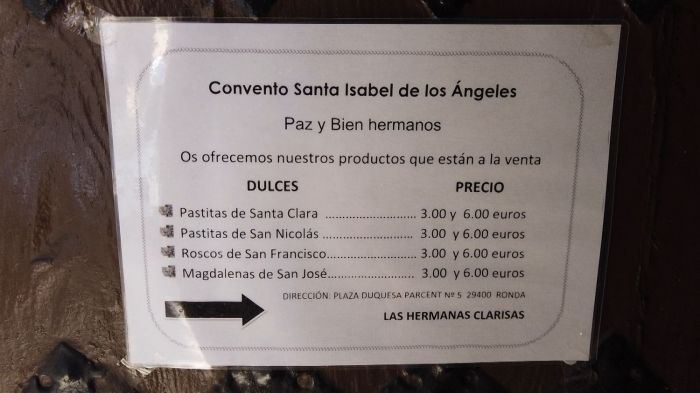 Convento Santa Isabel de los Ángeles
Paz y Bien hermanos
Os ofrecemos nuestros productos que están a la venta
DULCES PRECIO
Pastitas de Santa Clara ........................... 3.00 y 6.00 euros
Pastitas de San Nicolás ........................... 3.00 y 6.00 euros
Roscos de San Francisco........................... 3.00 y 6.00 euros
Magdalenas de San José.......................... 3.00 y 6.00 euros
DIRECCIÓN: PLAZA DUQUESA PARCENT Nº 5 29400 RONDA
LAS HERMANAS CLARISAS